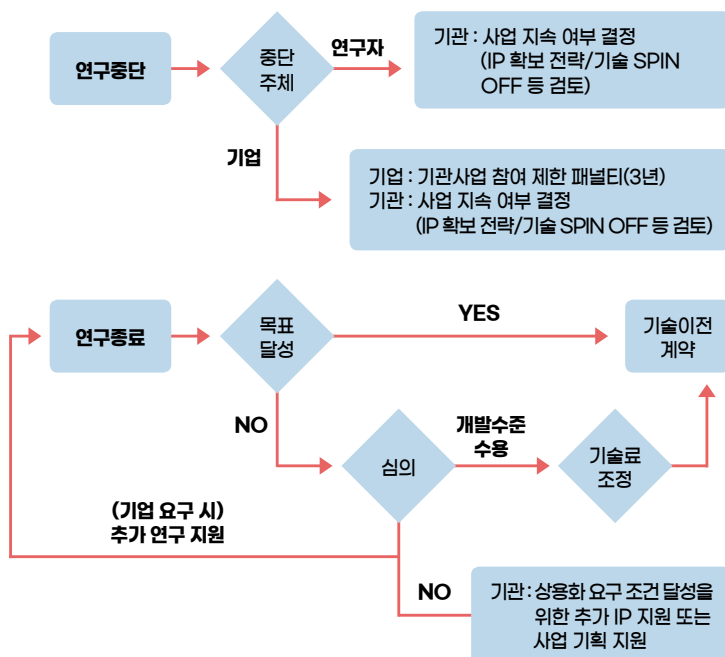 연구중단
중단
주체
연구자
기관 : 사업 지속 여부 결정
(IP 확보 전략/기술 SPIN
OFF 등 검토)
기업
기업 : 기관사업 참여 제한 패널티(3년)
기관 : 사업 지속 여부 결정
(IP 확보 전략/기술 SPIN OFF 등 검토)
연구종료
목표
달성
YES
기술이전
계약
NO
심의
개발수준
수용
기술료
조정
(기업 요구 시)
추가 연구 지원
NO
기관 : 상용화 요구 조건 달성을
위한 추가 IP 지원 또는
사업 기획 지원